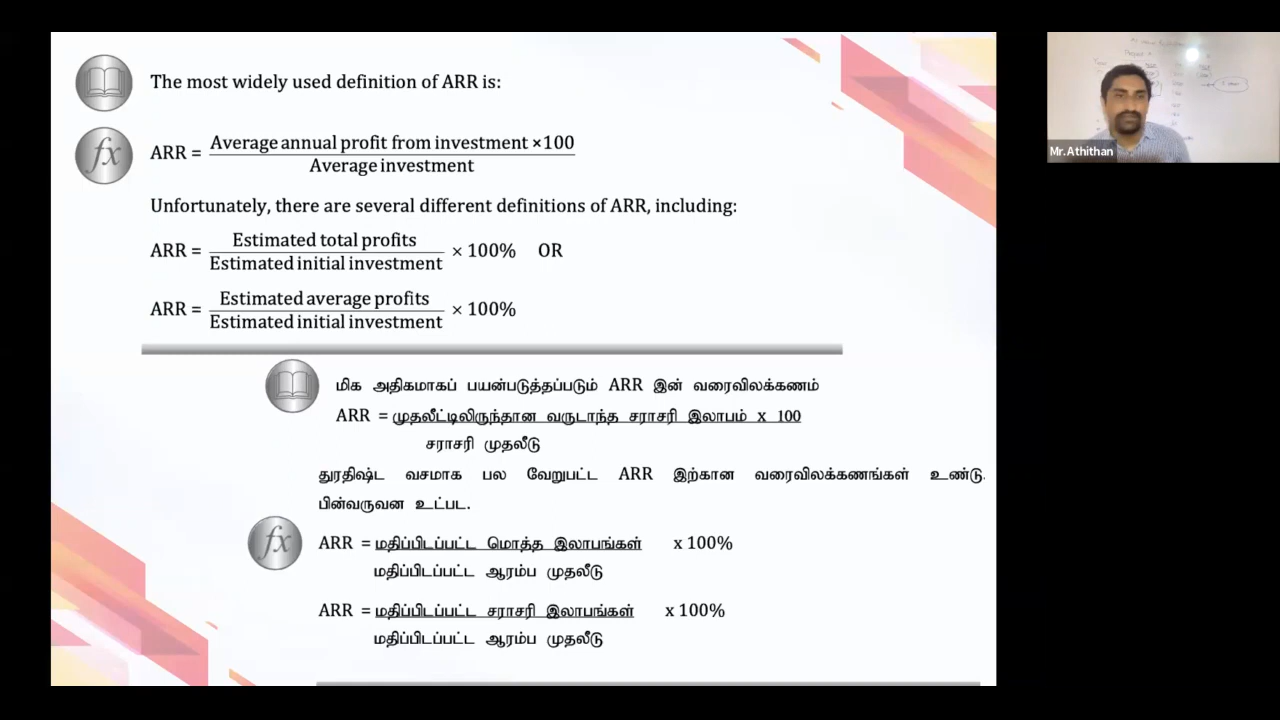 The most widely used definition of ARR is:
ARR = Average annual profit from investment ×100
Average investment
Unfortunately, there are several different definitions of ARR, including:
ARR = Estimated total profits × 100% OR
Estimated initial investment
ARR = Estimated average profits × 100%
Estimated initial investment
மிக அதிகமாகப் பயன்படுத்தப்படும் ARR இன் வரைவிலக்கணம்
ARR = முதலீட்டிலிருந்தான வருடாந்த சராசரி இலாபம் x 100
சராசரி முதலீடு
துரதிஷ்ட வசமாக பல வேறுபட்ட ARR இற்கான வரைவிலக்கணங்கள் உண்டு.
பின்வருவன உட்பட.
ARR = மதிப்பிடப்பட்ட மொத்த இலாபங்கள் x 100%
மதிப்பிடப்பட்ட ஆரம்ப முதலீடு
ARR = மதிப்பிடப்பட்ட சராசரி இலாபங்கள் x 100%
மதிப்பிடப்பட்ட ஆரம்ப முதலீடு
fx
fx
Mr.Athithan